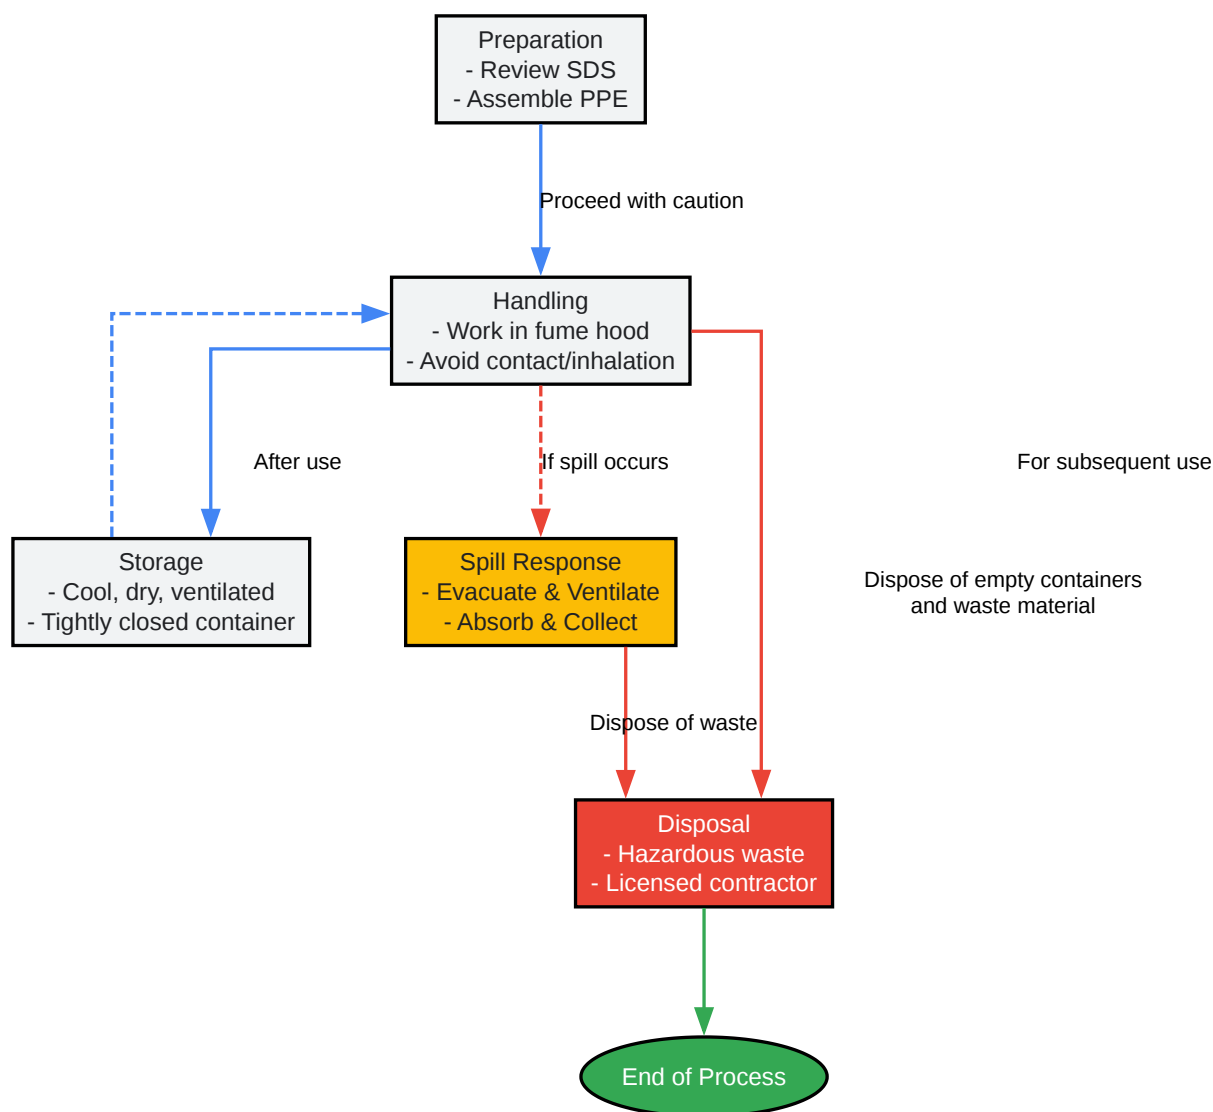 Preparation
- Review SDS
- Assemble PPE
Proceed with caution
Handling
- Work in fume hood
- Avoid contact/inhalation
After use
If spill occurs
For subsequent use
Storage
- Cool, dry, ventilated
- Tightly closed container
Spill Response
- Evacuate & Ventilate
- Absorb & Collect
Dispose of empty containers
and waste material
Dispose of waste
Disposal
- Hazardous waste
- Licensed contractor
End of Process